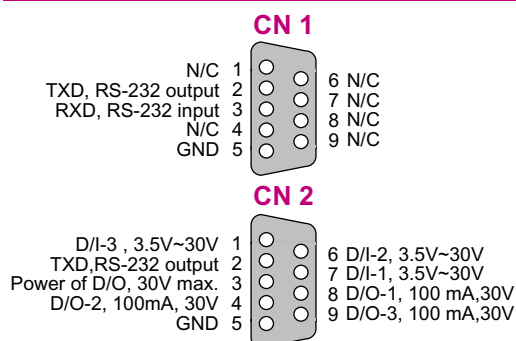 CN 1
N/C 1
TXD, RS-232 output 2
RXD, RS-232 input 3
N/C 4
GND 5
6 N/C
7 N/C
8 N/C
9 N/C
CN 2
D/I-3 , 3.5V~30V 1
TXD,RS-232 output 2
Power of D/O, 30V max. 3
D/O-2, 100mA, 30V 4
GND 5
6 D/I-2, 3.5V~30V
7 D/I-1, 3.5V~30V
8 D/O-1, 100 mA,30V
9 D/O-3, 100 mA,30V